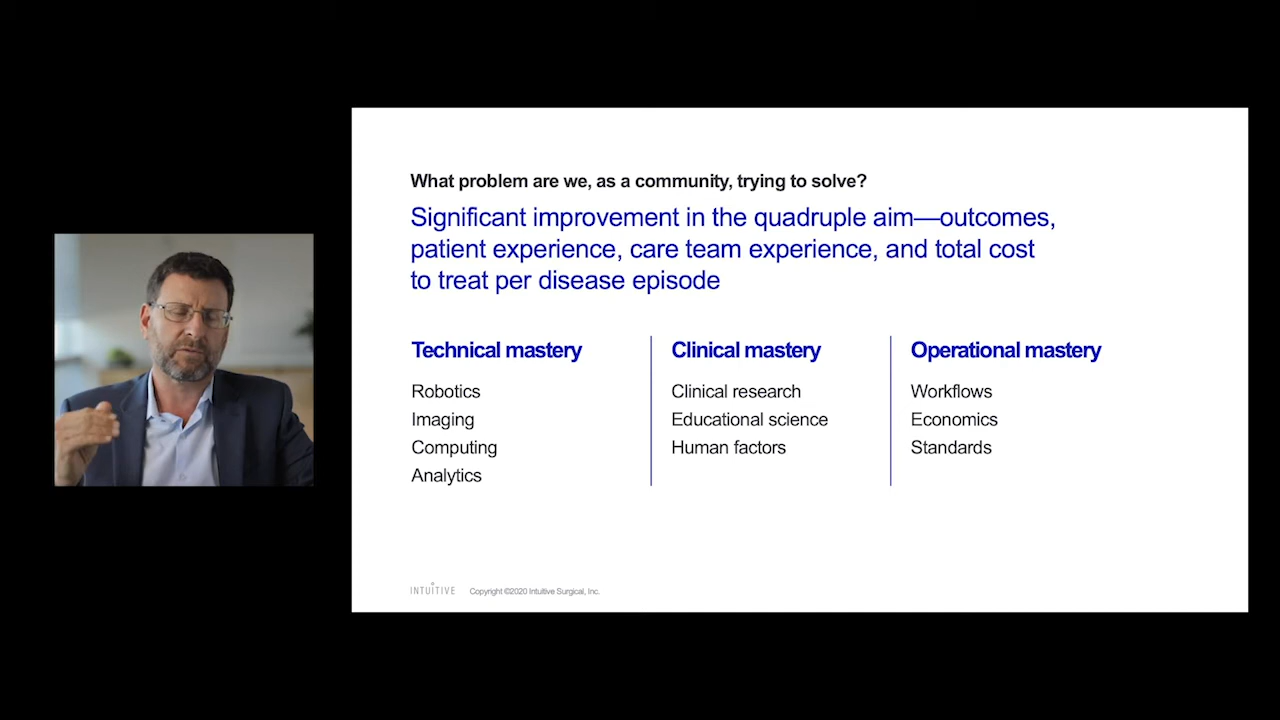 What problem are we, as a community, trying to solve?
Significant improvement in the quadruple aim—outcomes,
patient experience, care team experience, and total cost
to treat per disease episode
Technical mastery
Robotics
Imaging
Computing
Analytics
Clinical mastery
Clinical research
Educational science
Human factors
Operational mastery
Workflows
Economics
Standards
INTUITIVE Copyright ©2020 Intuitive Surgical, Inc.